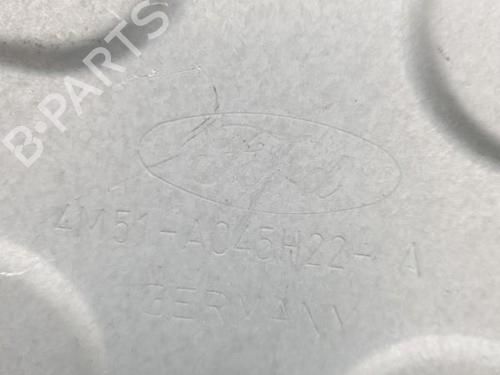 B-PARTS
Ford
4M51-A045H22- A
GERMANY